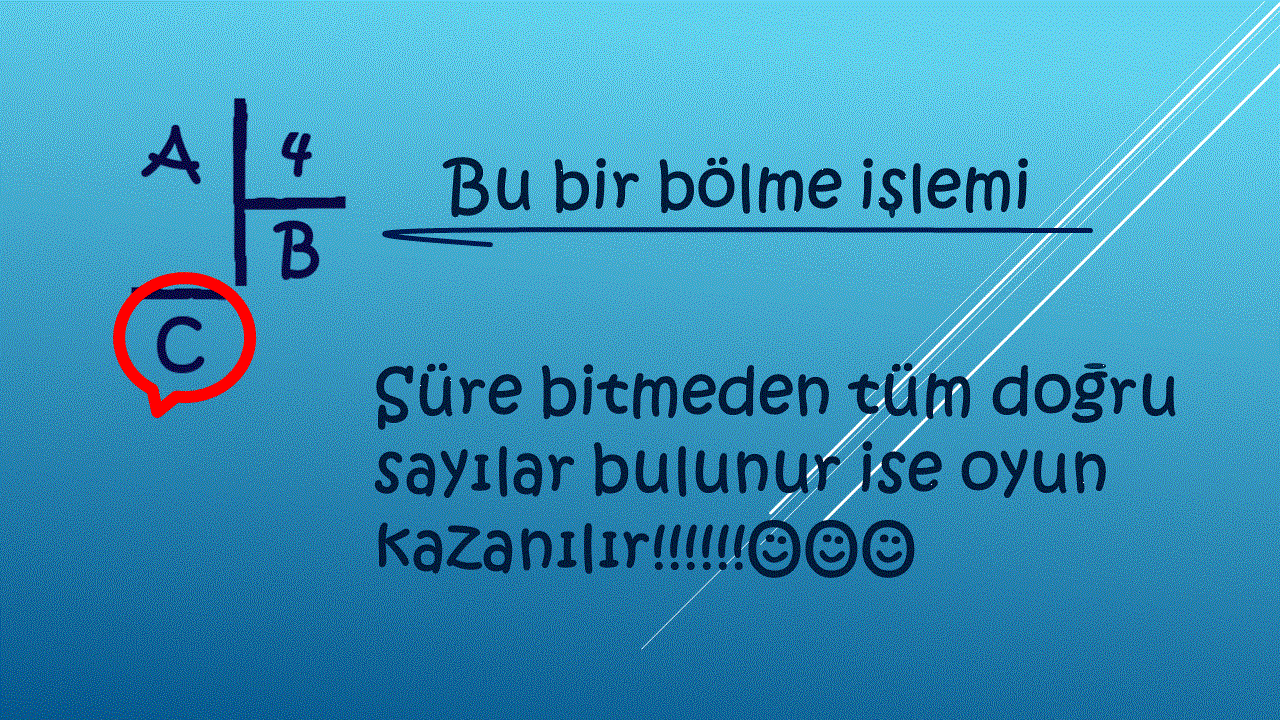 A 4
B
C
Bu bir bölme işlemi
Süre bitmeden tüm doğru
sayılar bulunur ise oyun
kazanılır!!!!!!☺☺☺